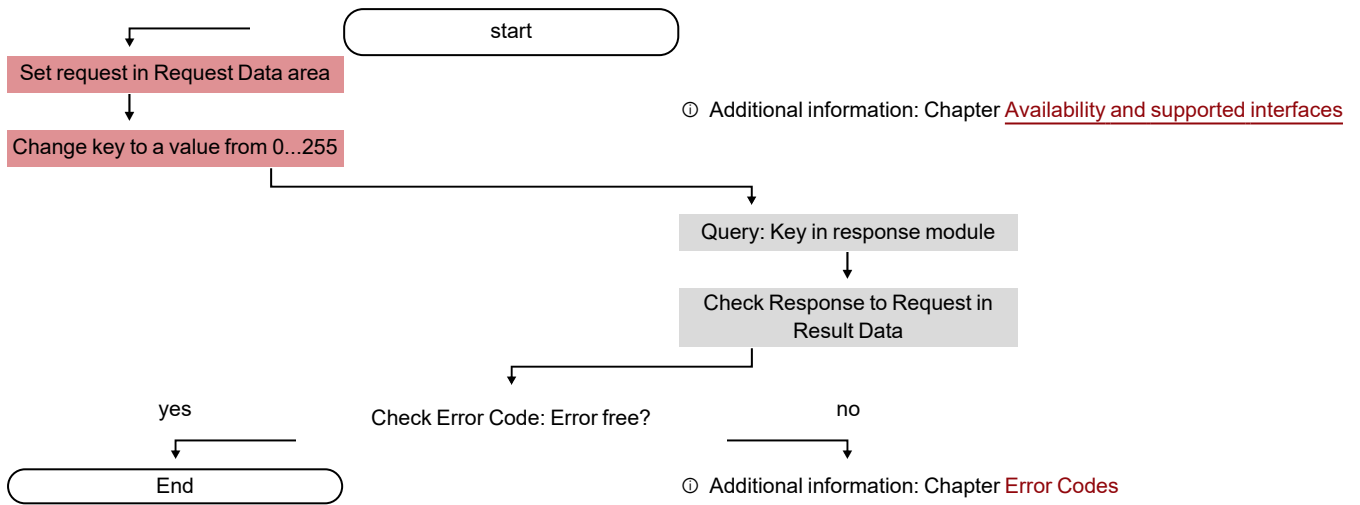 start
Set request in Request Data area
ⓘ Additional information: Chapter Availability and supported interfaces
Change key to a value from 0...255
Query: Key in response module
Check Response to Request in
Result Data
yes
Check Error Code: Error free?
no
End
ⓘ Additional information: Chapter Error Codes